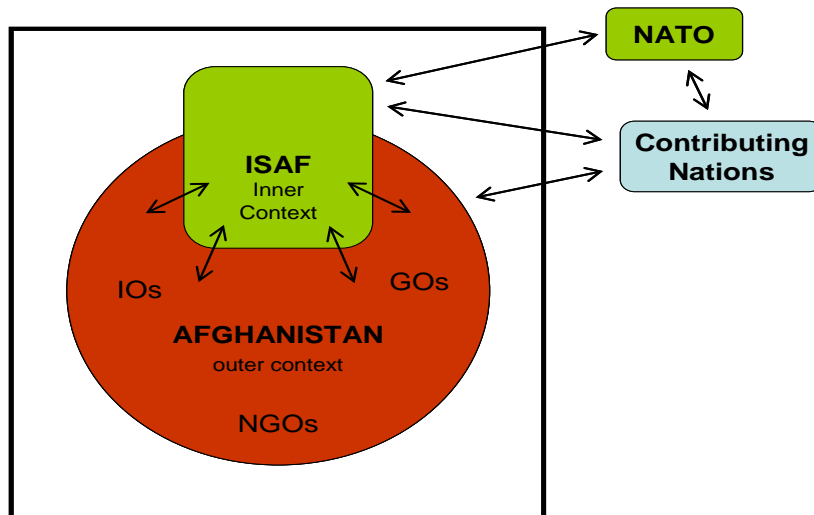 NATO
Contributing
Nations
ISAF
Inner
Context
IOs
GOs
AFGHANISTAN
outer context
NGOs